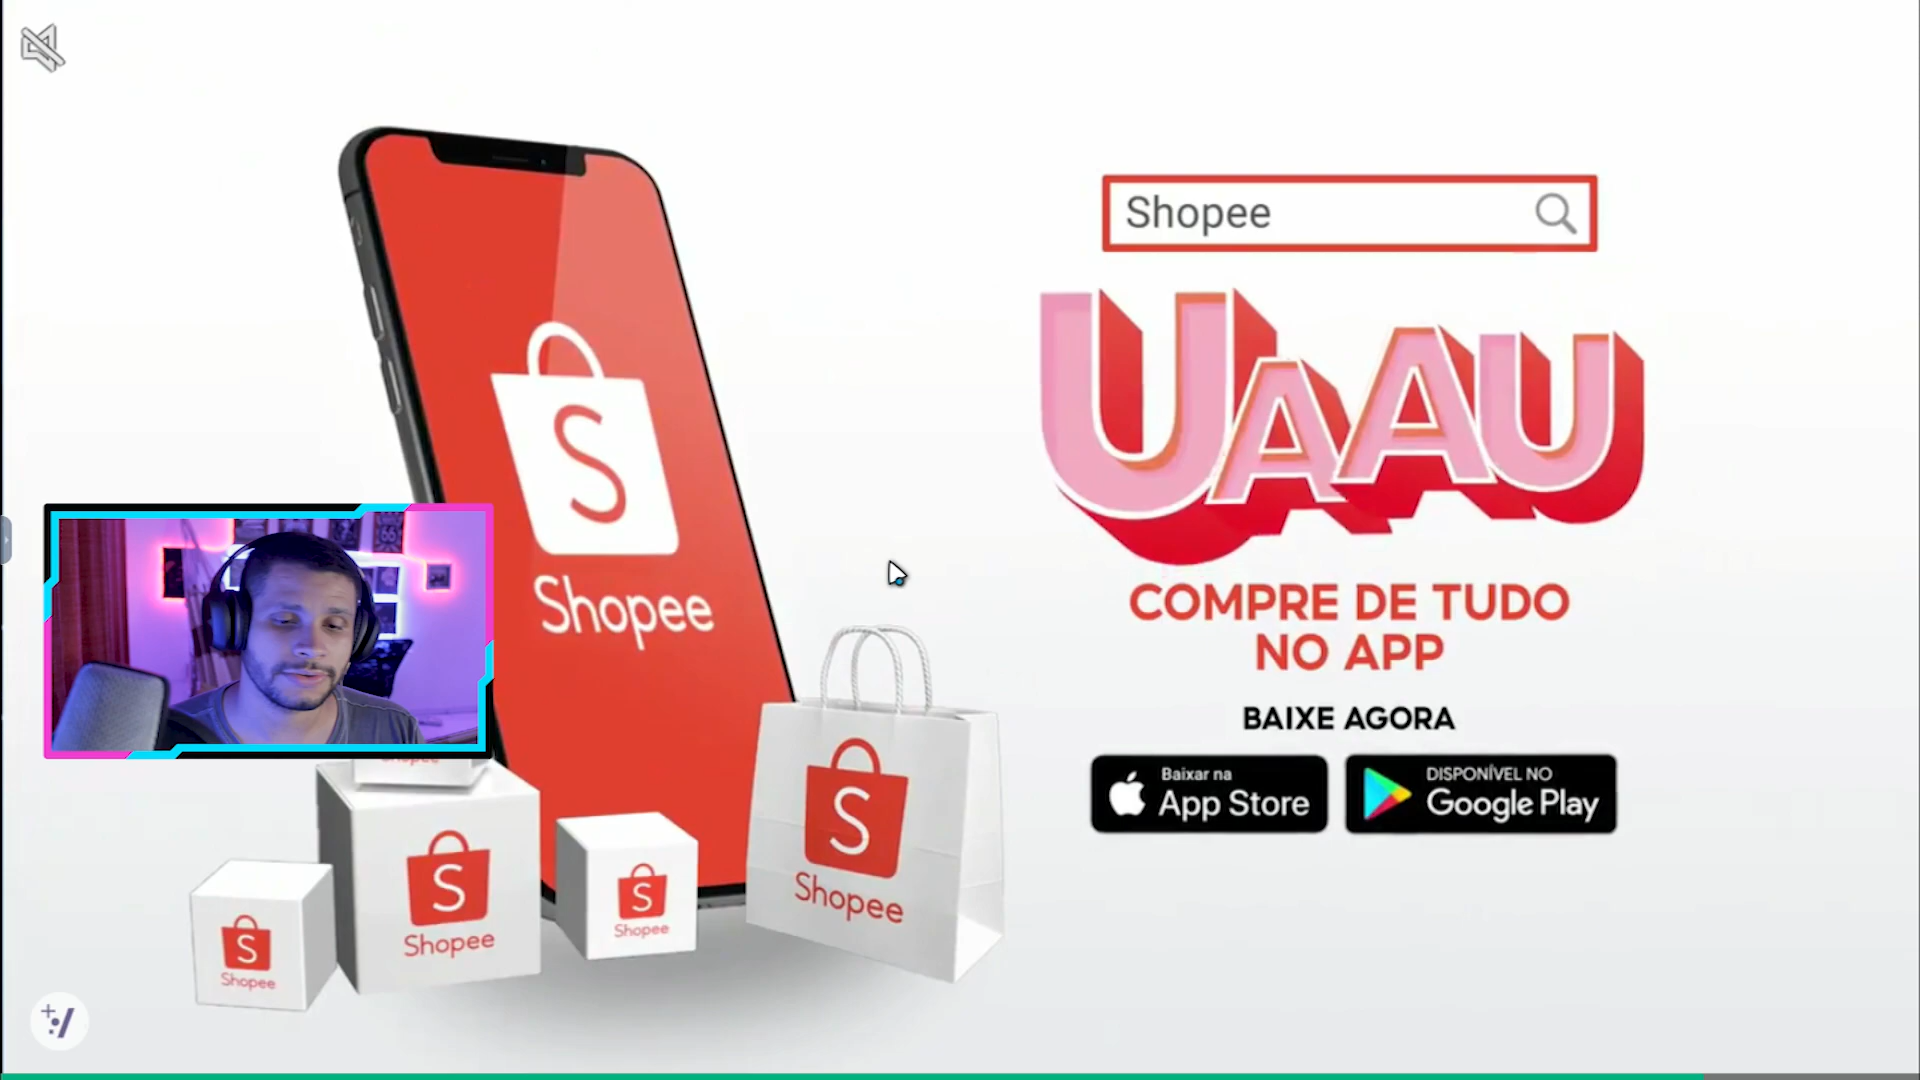 Shopee
UAAU
COMPRE DE TUDO
NO APP
BAIXE AGORA
Baixar na
App Store
DISPONÍVEL NO
Google Play
S
Shopee
S
Shopee
Shopee
S
Shopee
S
Shopee
S
Shopee